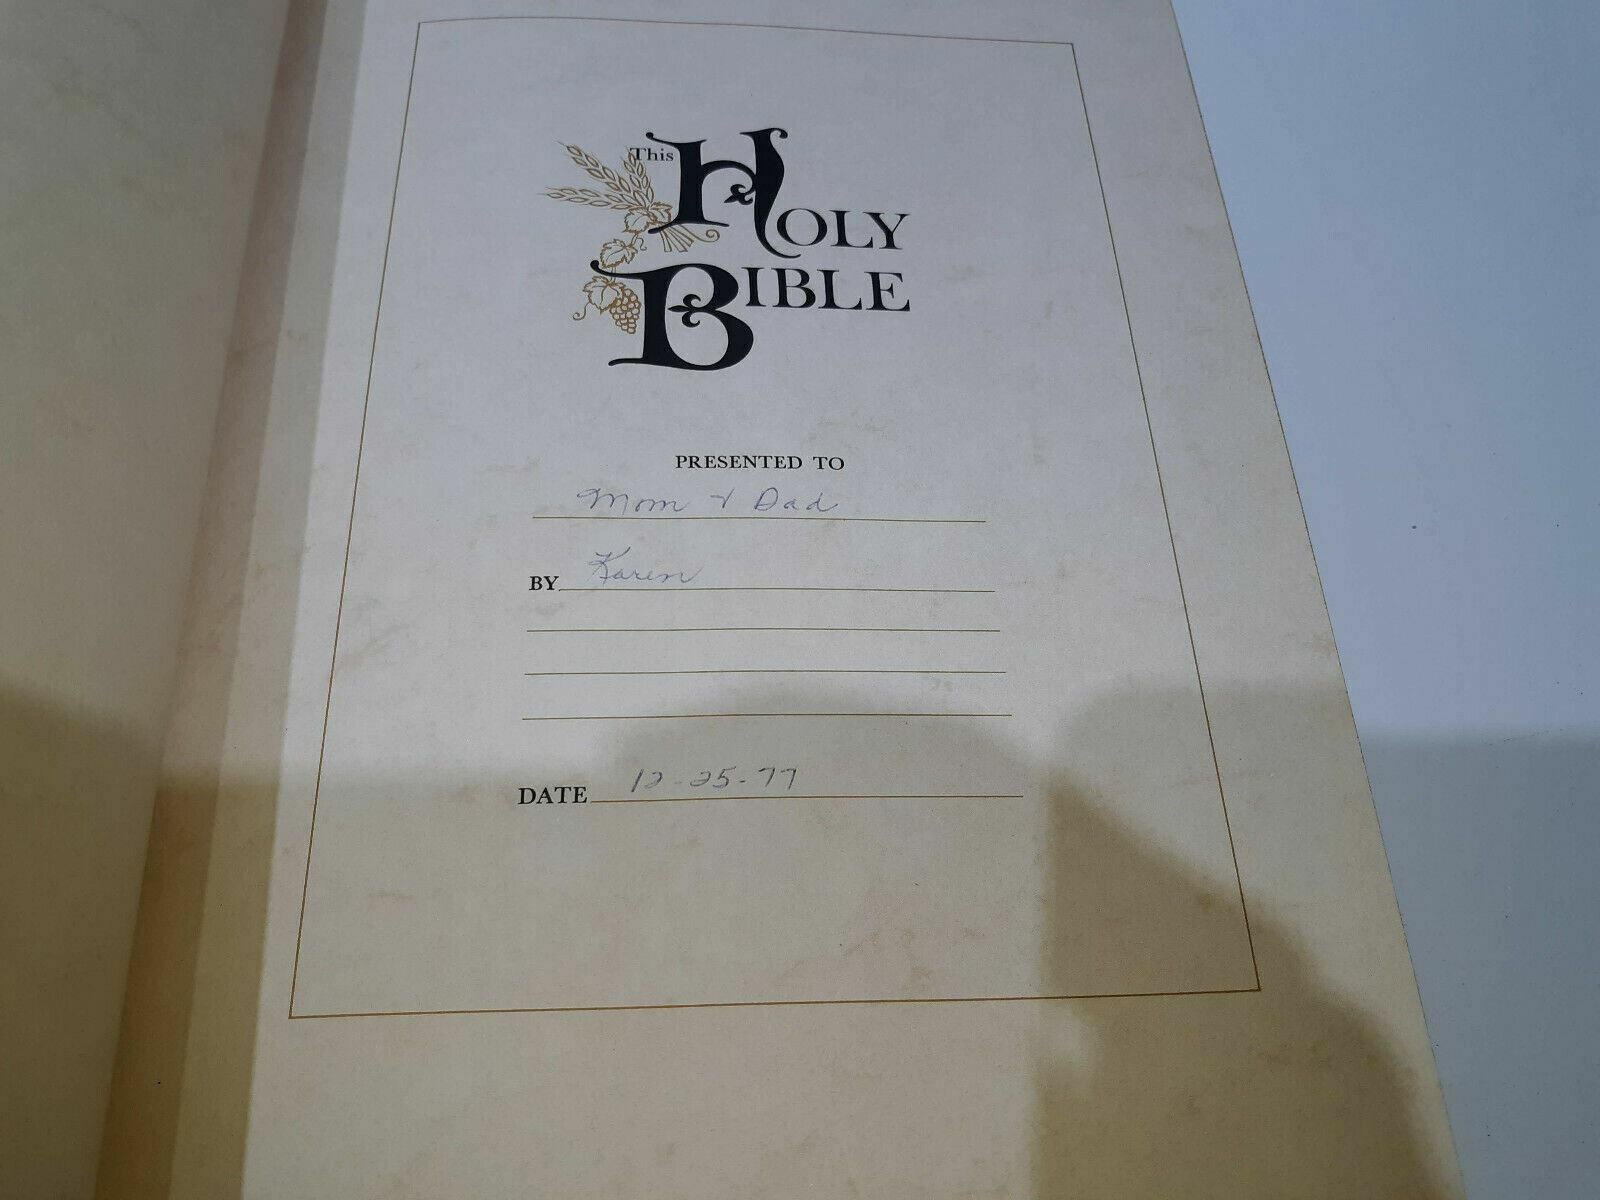 This HOLY
BIBLE
PRESENTED TO
Mom & Dad
BY Karen
DATE 12-25-77